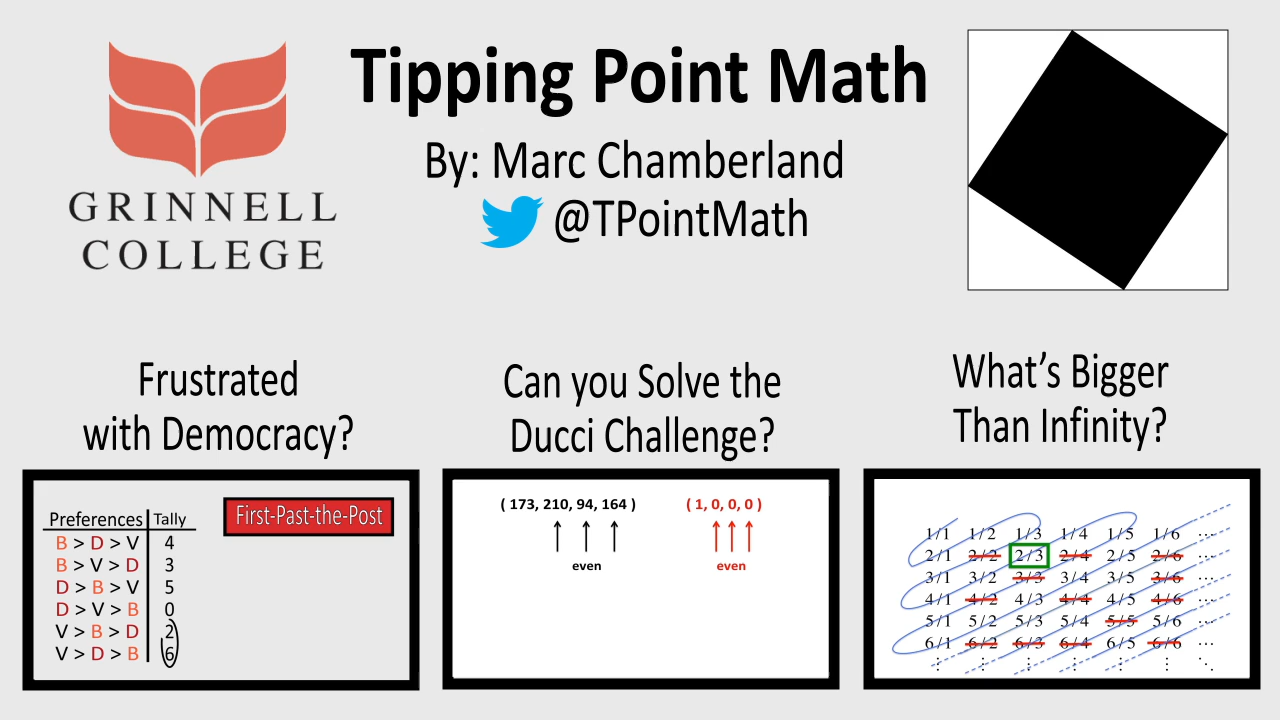 GRINNELL
COLLEGE
Tipping Point Math
By: Marc Chamberland
@TPointMath
Frustrated
with Democracy?
First-Past-the-Post
Preferences Tally
B > D > V 4
B > V > D 3
D > B > V 5
D > V > B 0
V > B > D 2
V > D > B 6
Can you Solve the
Ducci Challenge?
( 173, 210, 94, 164 ) ( 1, 0, 0, 0 )
even even
What's Bigger
Than Infinity?
1/1 1/2 1/3 1/4 1/5 1/6 ⋯
2/1 2/2 2/3 2/4 2/5 2/6 ⋯
3/1 3/2 3/3 3/4 3/5 3/6 ⋯
4/1 4/2 4/3 4/4 4/5 4/6 ⋯
5/1 5/2 5/3 5/4 5/5 5/6 ⋯
6/1 6/2 6/3 6/4 6/5 6/6 ⋯
⋮ ⋮ ⋮ ⋮ ⋮ ⋮ ⋱